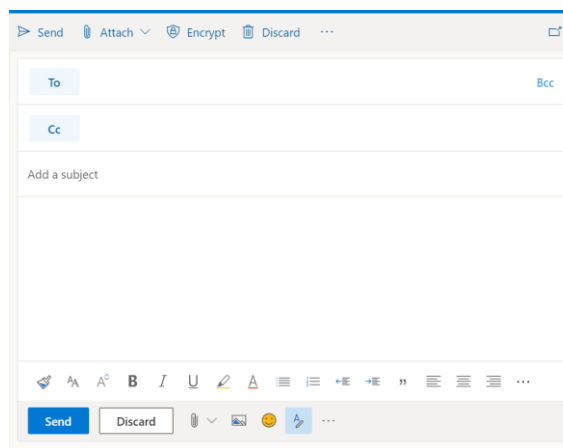 Send Attach Encrypt Discard ...
To Bcc
Cc
Add a subject
B I U A
Send Discard ...